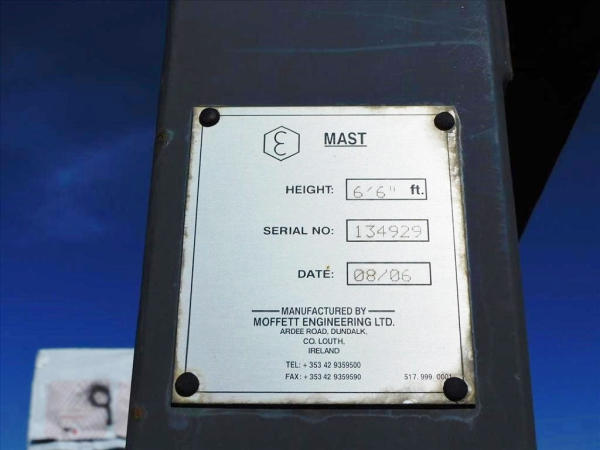 ε MAST
HEIGHT: 6/6" ft.
SERIAL NO: 134929
DATE: 08/06
MANUFACTURED BY
MOFFETT ENGINEERING LTD.
ARDEE ROAD, DUNDALK,
CO. LOUTH,
IRELAND
TEL: + 353 42 9359500
FAX: + 353 42 9359590 517.999.0001